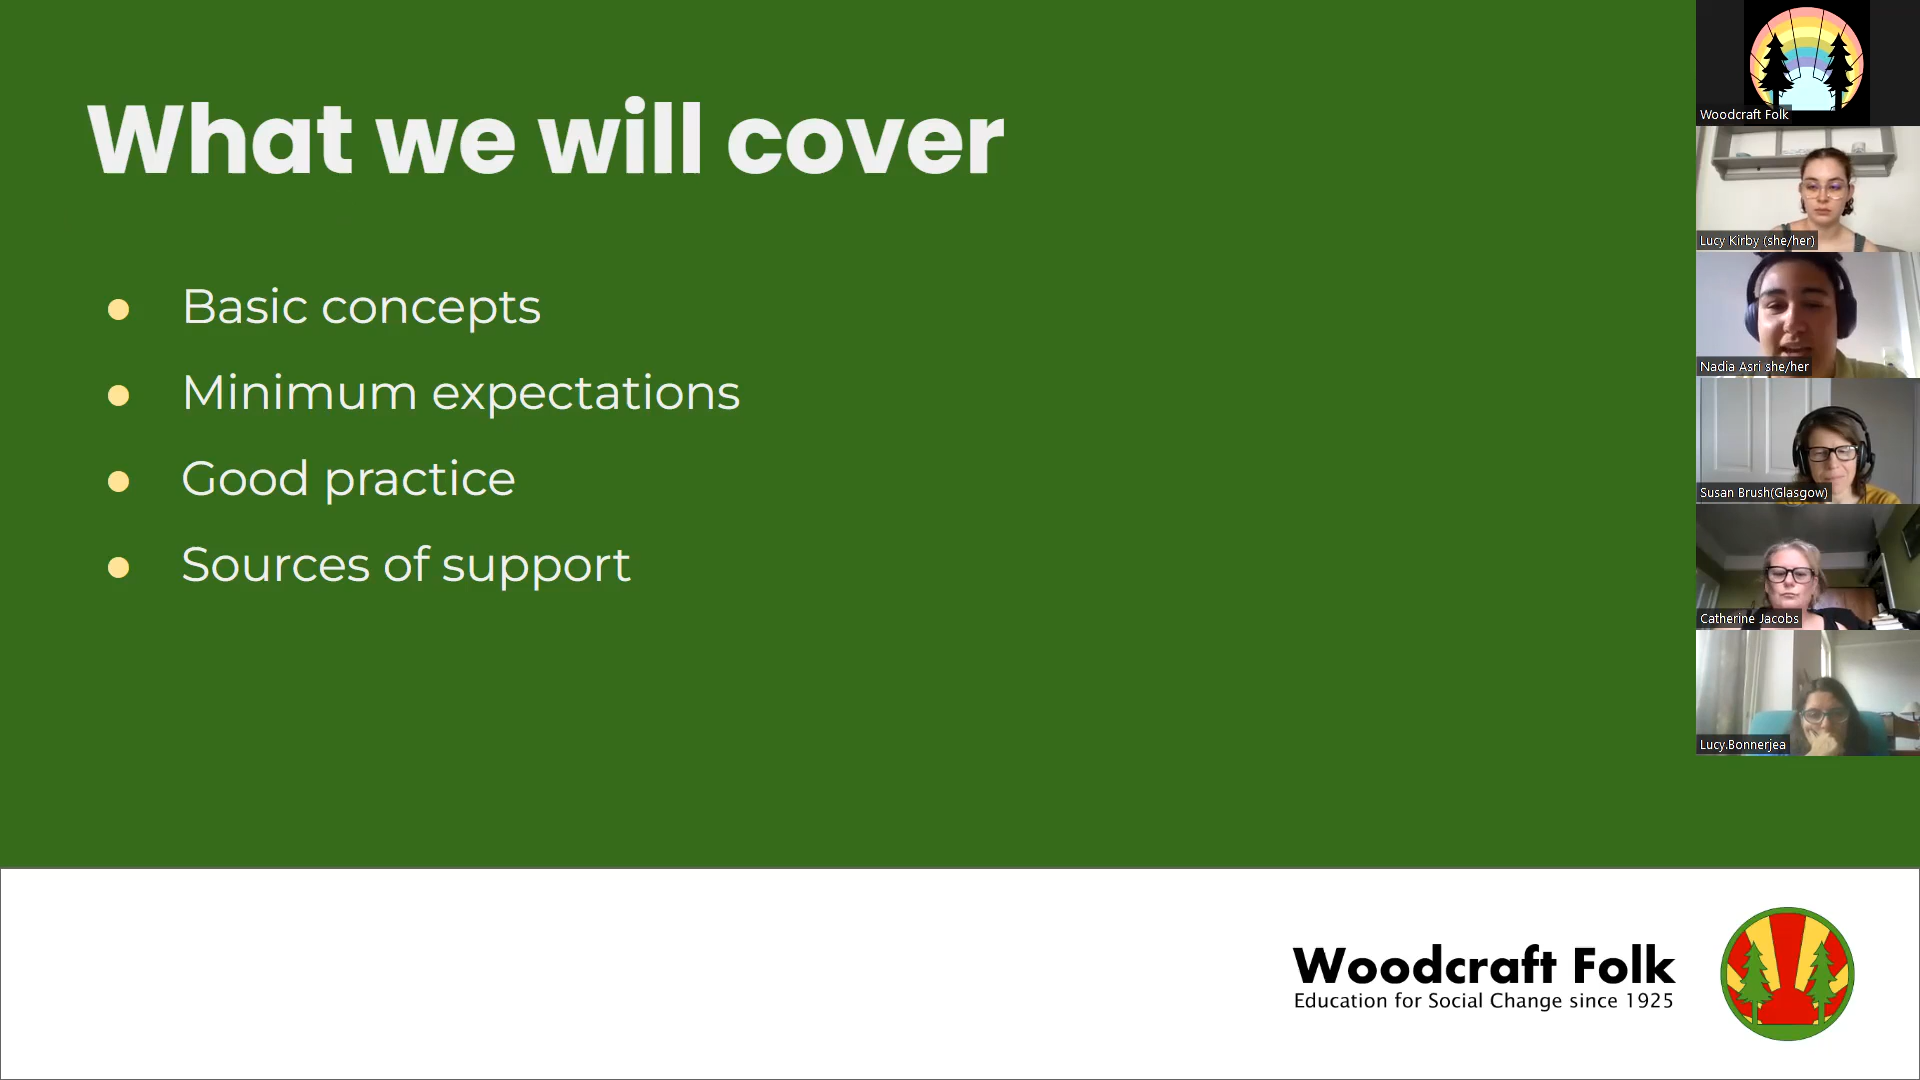 What we will cover
Basic concepts
Minimum expectations
Good practice
Sources of support
Woodcraft Folk
Education for Social Change since 1925
Woodcraft Folk
Lucy Kirby (she/her)
Nadia Asri she/her
Susan Brush(Glasgow)
Catherine Jacobs
Lucy.Bonnerjea